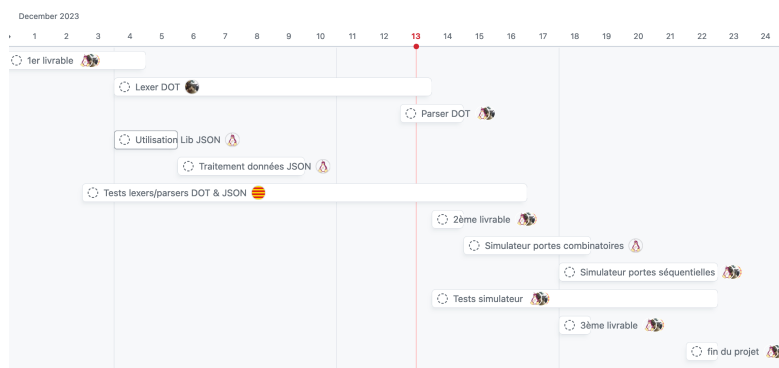 December 2023
1 2 3 4 5 6 7 8 9 10 11 12 13 14 15 16 17 18 19 20 21 22 23 24
1er livrable
Lexer DOT
Parser DOT
Utilisation Lib JSON
Traitement données JSON
Tests lexers/parsers DOT & JSON
2ème livrable
Simulateur portes combinatoires
Simulateur portes séquentielles
Tests simulateur
3ème livrable
fin du projet